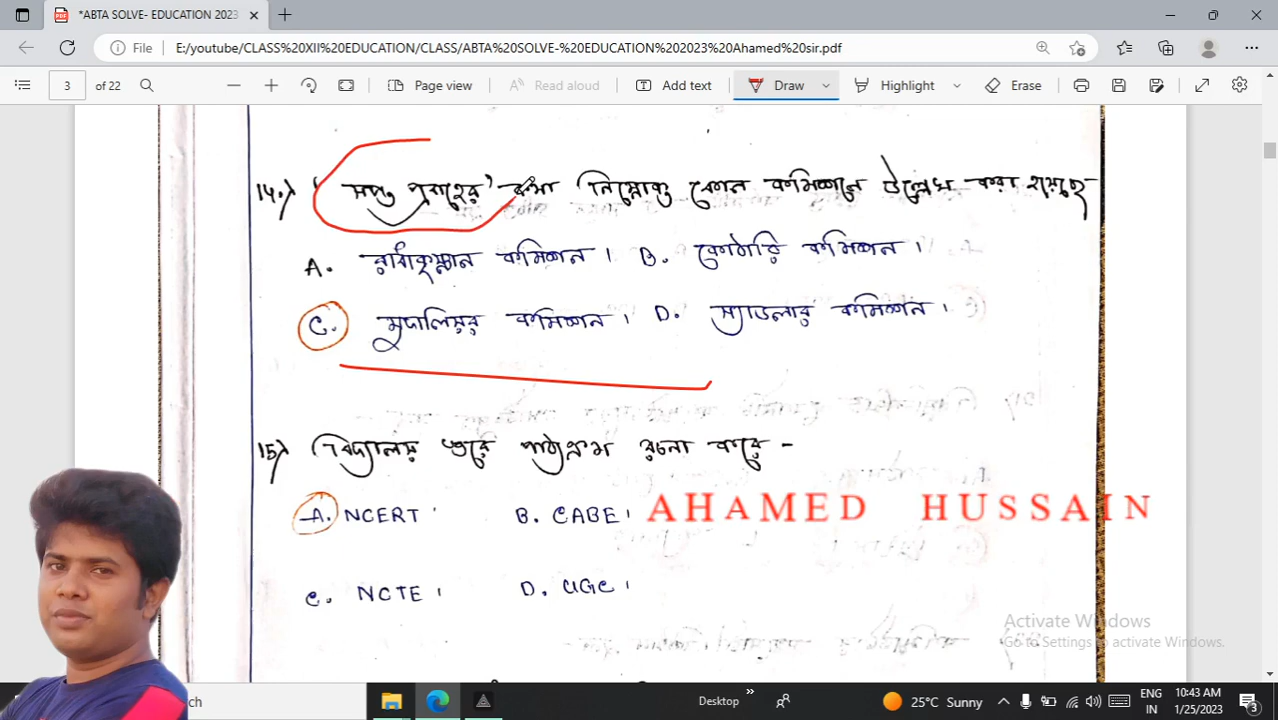 *ABTA SOLVE- EDUCATION 2023
File
E:/youtube/CLASS%20XII%20EDUCATION/CLASS/ABTA%20SOLVE-%20EDUCATION%202023%20Ahamed%20sir.pdf
3 of 22 Page view Read aloud Add text Draw Highlight Erase
14) 'সপ্ত প্রবাহের' কথা নিম্নোক্ত কোন কমিশনে উল্লেখ করা হয়েছে
A. রাধাকৃষ্ণান কমিশন। B. কোঠারি কমিশন।
C. মুদালিয়র কমিশন। D. স্যাডলার কমিশন।
15) বিদ্যালয় স্তরে পাঠ্যক্রম রচনা করে -
A. NCERT B. CABE।
AHAMED HUSSAIN
C. NCTE। D. UGC।
Activate Windows
Go to Settings to activate Windows.
ch
Desktop
25°C Sunny
ENG
IN
10:43 AM
1/25/2023
3